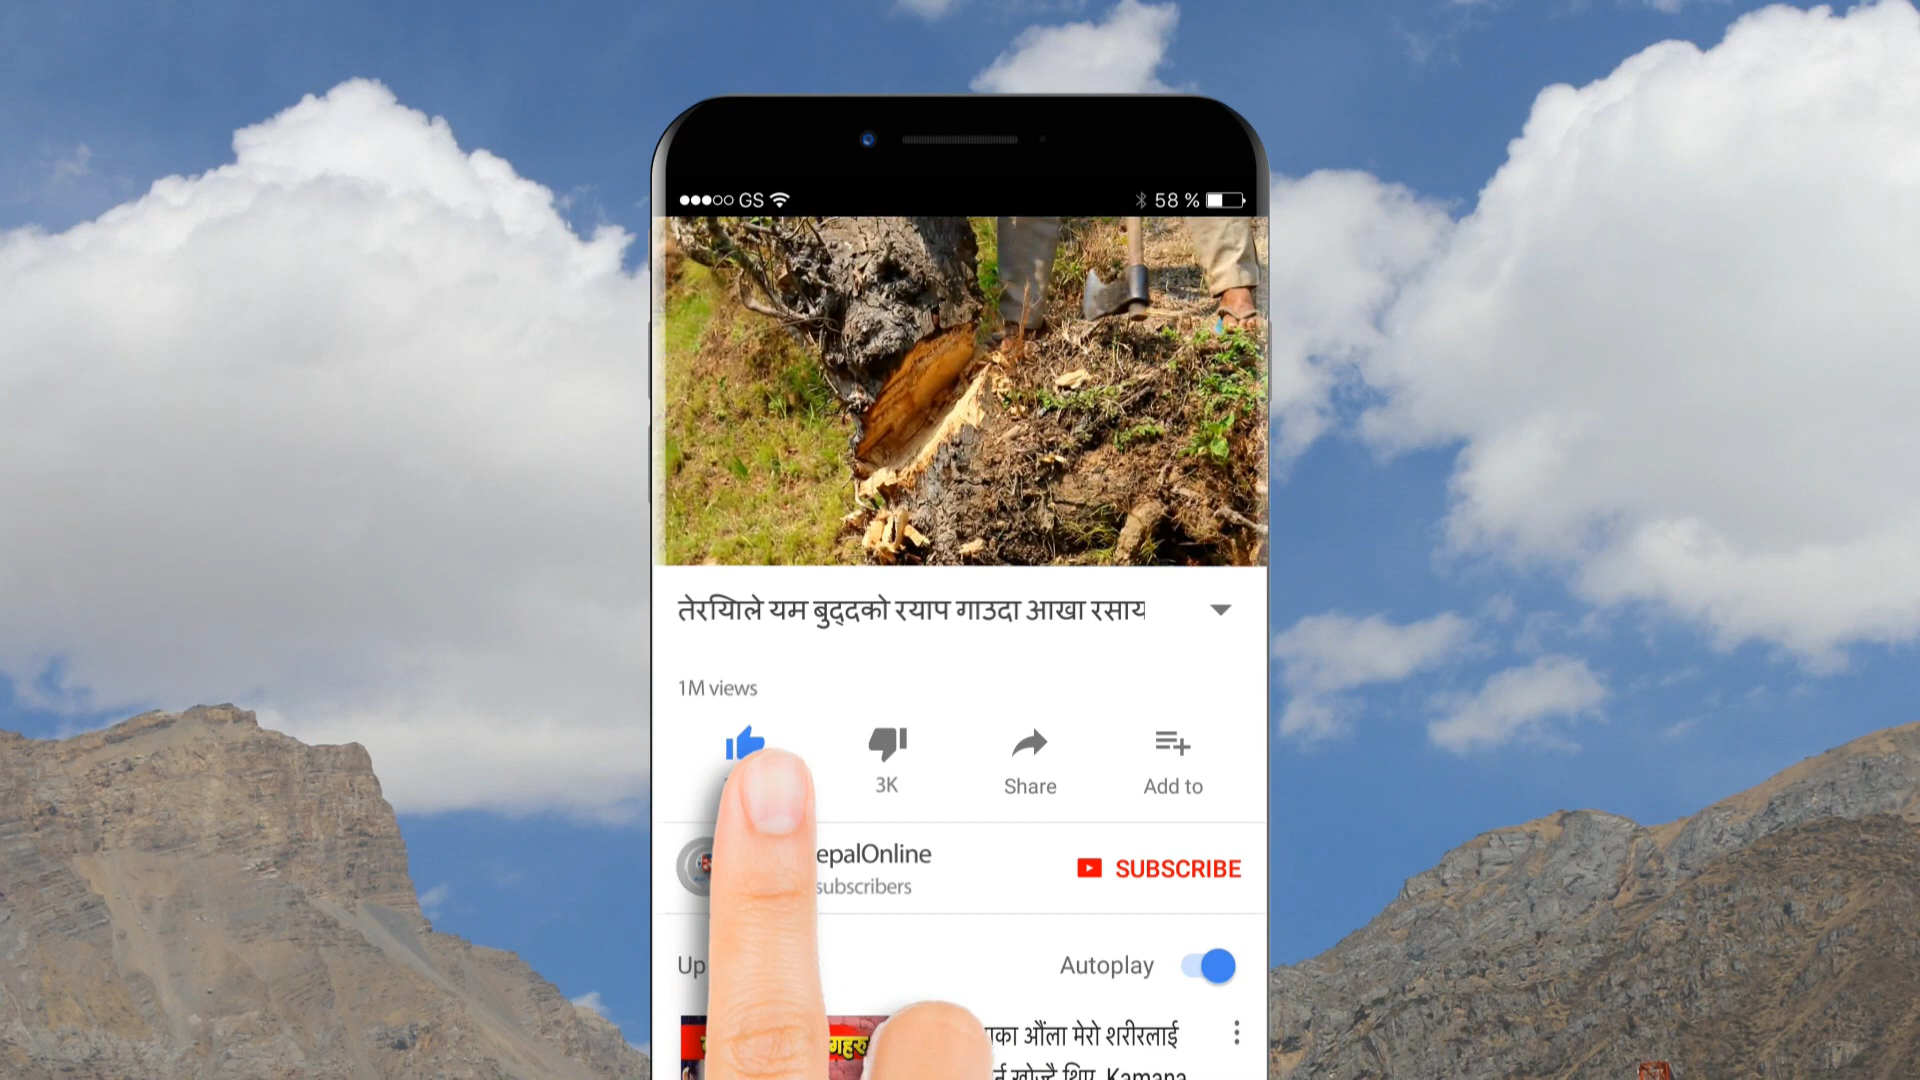 GS 58 %
तेरयािले यम बुद्दको रयाप गाउदा आखा रसाय
1M views
3K
Share
Add to
epalOnline
SUBSCRIBE
subscribers
Up
Autoplay
औंला मेरो शरीरलाई
Kamana